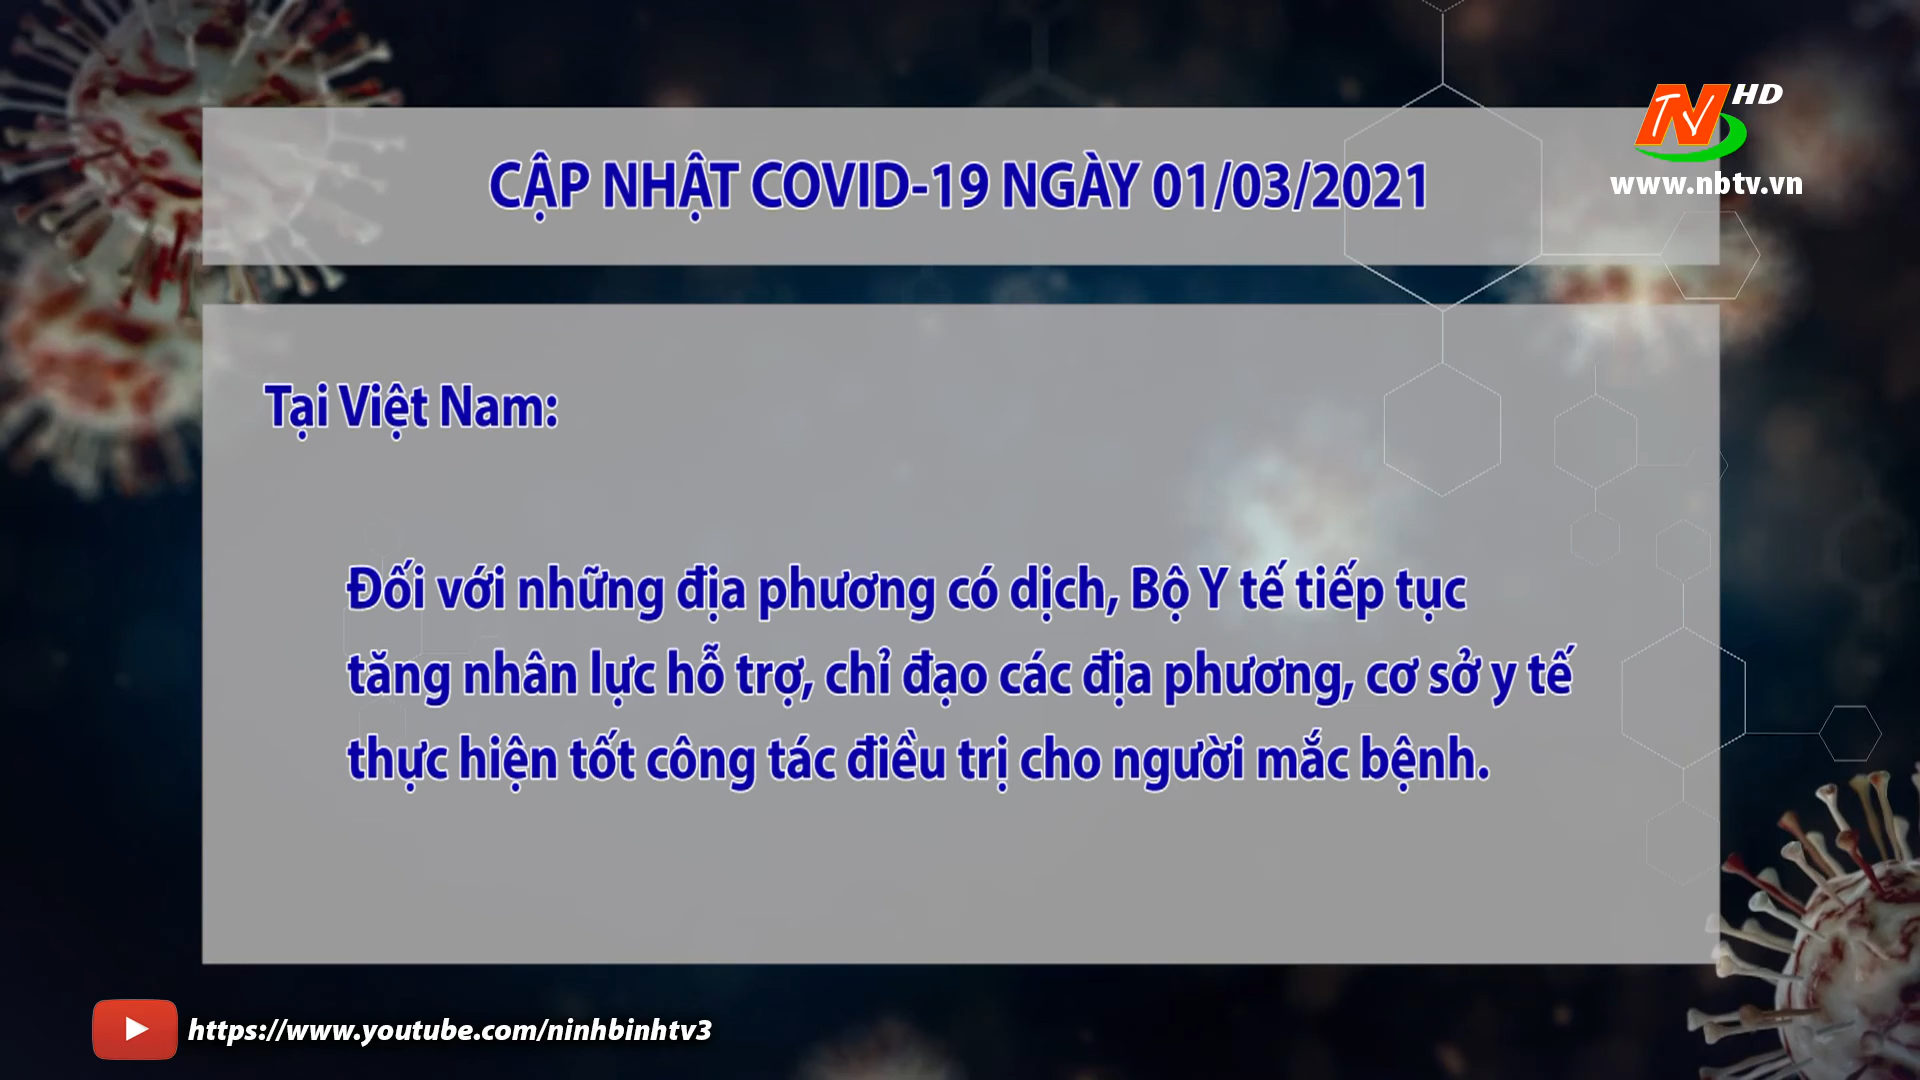 HD
NTV
www.nbtv.vn
CẬP NHẬT COVID-19 NGÀY 01/03/2021
Tại Việt Nam:
Đối với những địa phương có dịch, Bộ Y tế tiếp tục
tăng nhân lực hỗ trợ, chỉ đạo các địa phương, cơ sở y tế
thực hiện tốt công tác điều trị cho người mắc bệnh.
https://www.youtube.com/ninhbinhtv3